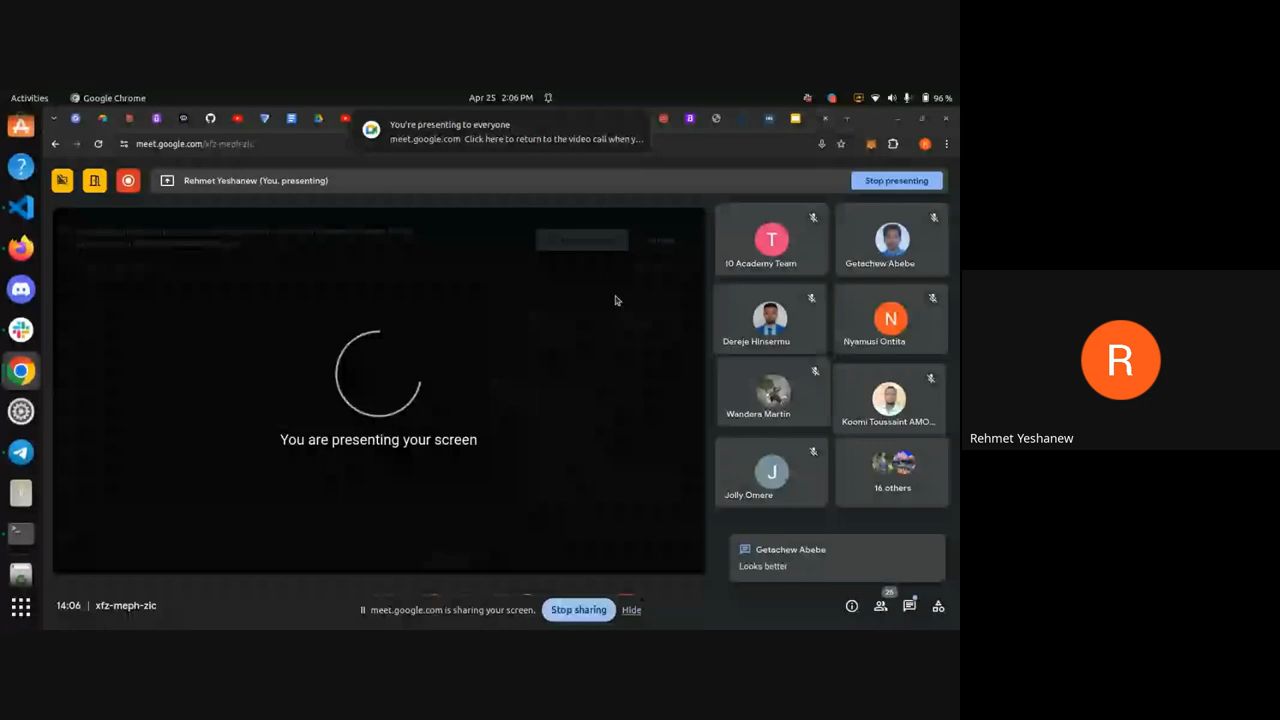 Activities
Google Chrome
Apr 25 2:06 PM
96 %
You're presenting to everyone
meet.google.com Click here to return to the video call when y...
meet.google.com/xfz-meph-zlc
Rehmet Yeshanew (You, presenting)
Stop presenting
T
10 Academy Team
Getachew Abebe
Dereje Hinsermu
N
Nyamusi Ontita
Wandera Martin
Koomi Toussaint AMO...
J
Jolly Omere
16 others
You are presenting your screen
Getachew Abebe
Looks better
14:06
xfz-meph-zlc
meet.google.com is sharing your screen.
Stop sharing
Hide
25
R
Rehmet Yeshanew